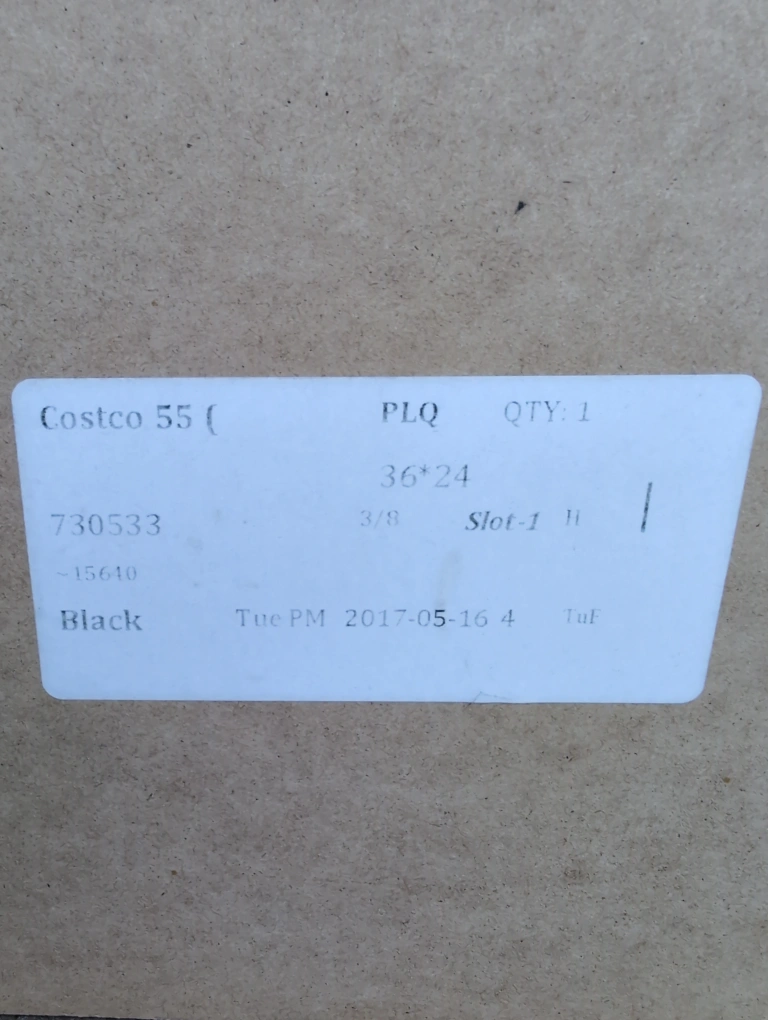 Costco 55 ( PLQ QTY: 1
36*24
730533 3/8 Slot-1
~15640
Black Tue PM 2017-05-16 4 TuF